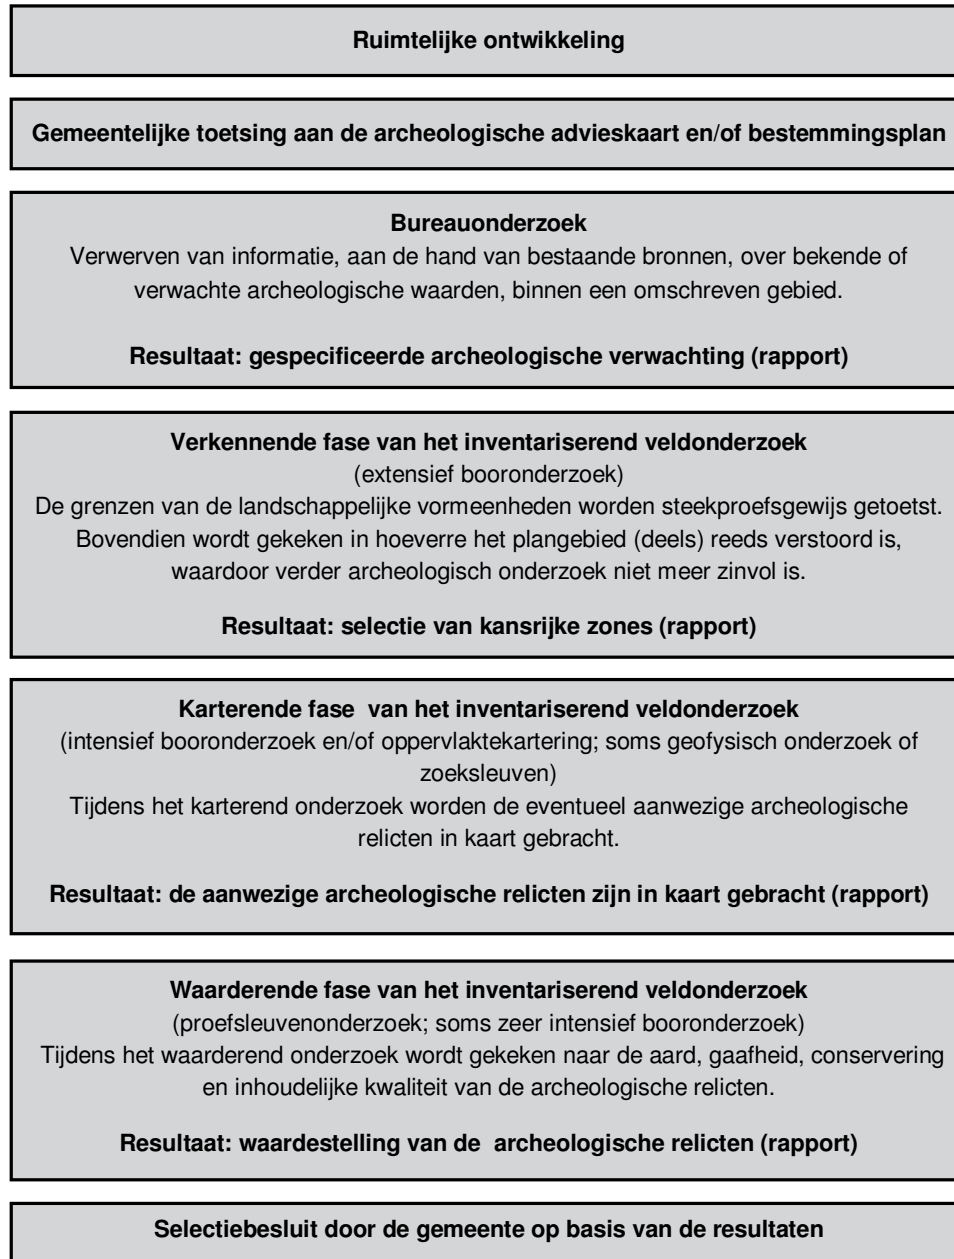 Ruimtelijke ontwikkeling
Gemeentelijke toetsing aan de archeologische advieskaart en/of bestemmingsplan
Bureauonderzoek
Verwerven van informatie, aan de hand van bestaande bronnen, over bekende of
verwachte archeologische waarden, binnen een omschreven gebied.
Resultaat: gespecificeerde archeologische verwachting (rapport)
Verkennende fase van het inventariserend veldonderzoek
(extensief booronderzoek)
De grenzen van de landschappelijke vormeenheden worden steekproefsgewijs getoetst.
Bovendien wordt gekeken in hoeverre het plangebied (deels) reeds verstoord is,
waardoor verder archeologisch onderzoek niet meer zinvol is.
Resultaat: selectie van kansrijke zones (rapport)
Karterende fase van het inventariserend veldonderzoek
(intensief booronderzoek en/of oppervlaktekartering; soms geofysisch onderzoek of
zoeksleuven)
Tijdens het karterend onderzoek worden de eventueel aanwezige archeologische
relicten in kaart gebracht.
Resultaat: de aanwezige archeologische relicten zijn in kaart gebracht (rapport)
Waarderende fase van het inventariserend veldonderzoek
(proefsleuvenonderzoek; soms zeer intensief booronderzoek)
Tijdens het waarderend onderzoek wordt gekeken naar de aard, gaafheid, conservering
en inhoudelijke kwaliteit van de archeologische relicten.
Resultaat: waardestelling van de archeologische relicten (rapport)
Selectiebesluit door de gemeente op basis van de resultaten